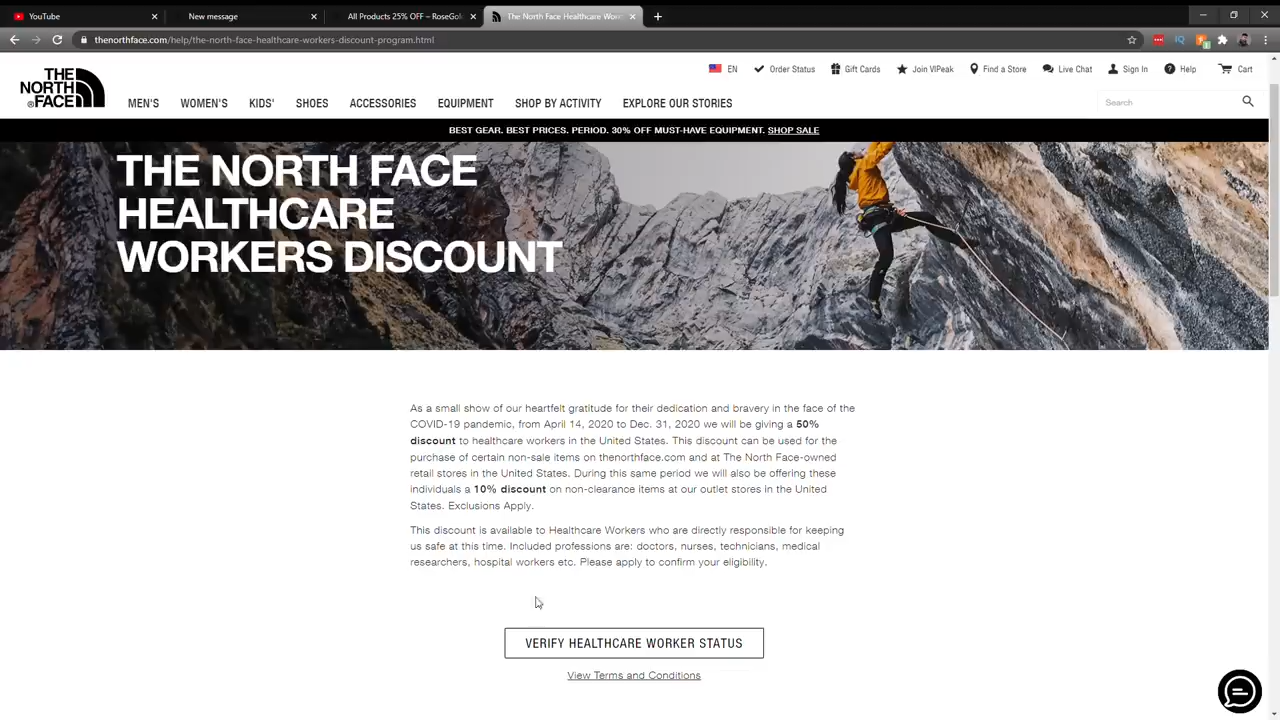 YouTube
New message
All Products 25% OFF – RoseGol
The North Face Healthcare Work
thenorthface.com/help/the-north-face-healthcare-workers-discount-program.html
EN
Order Status
Gift Cards
Join VIPeak
Find a Store
Live Chat
Sign In
Help
Cart
THE
NORTH
FACE
MEN'S
WOMEN'S
KIDS'
SHOES
ACCESSORIES
EQUIPMENT
SHOP BY ACTIVITY
EXPLORE OUR STORIES
Search
BEST GEAR. BEST PRICES. PERIOD. 30% OFF MUST-HAVE EQUIPMENT. SHOP SALE
THE NORTH FACE
HEALTHCARE
WORKERS DISCOUNT
As a small show of our heartfelt gratitude for their dedication and bravery in the face of the
COVID-19 pandemic, from April 14, 2020 to Dec. 31, 2020 we will be giving a 50%
discount to healthcare workers in the United States. This discount can be used for the
purchase of certain non-sale items on thenorthface.com and at The North Face-owned
retail stores in the United States. During this same period we will also be offering these
individuals a 10% discount on non-clearance items at our outlet stores in the United
States. Exclusions Apply.
This discount is available to Healthcare Workers who are directly responsible for keeping
us safe at this time. Included professions are: doctors, nurses, technicians, medical
researchers, hospital workers etc. Please apply to confirm your eligibility.
VERIFY HEALTHCARE WORKER STATUS
View Terms and Conditions